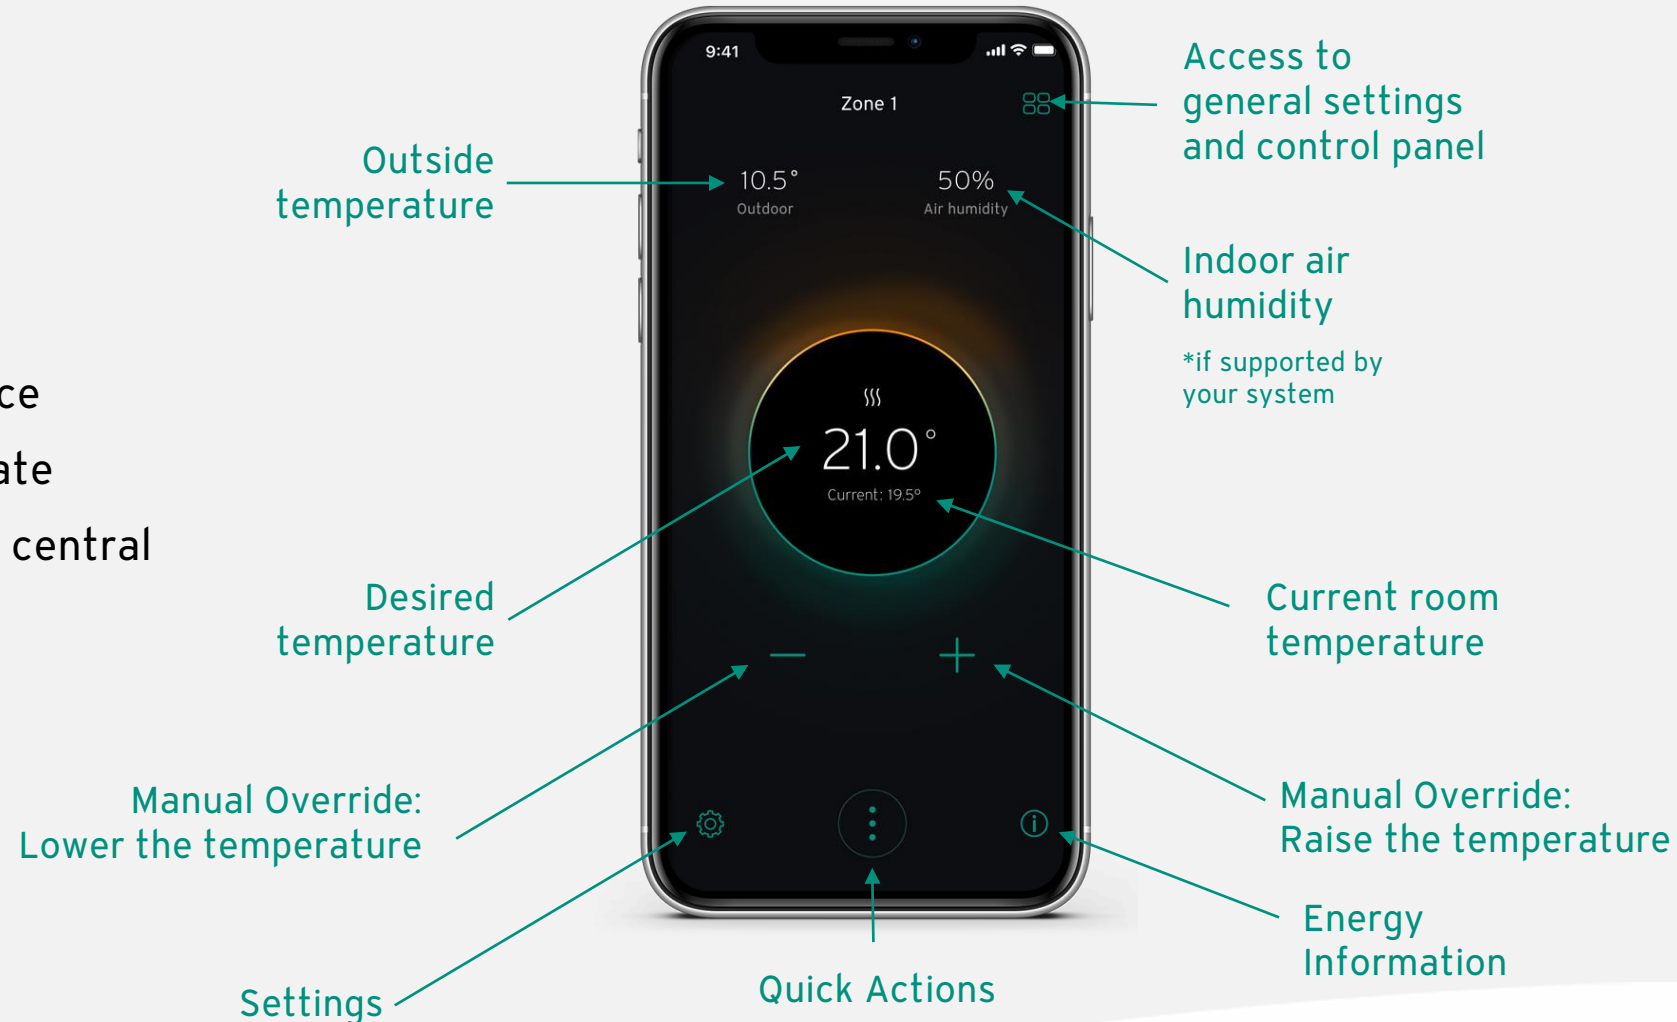 9:41
Zone 1
Access to
general settings
and control panel
Outside
temperature
10.5°
Outdoor
50%
Air humidity
Indoor air
humidity
*if supported by
your system
ce
ate
central
21.0°
Current: 19.5°
Desired
temperature
Current room
temperature
Manual Override:
Lower the temperature
Manual Override:
Raise the temperature
Energy
Information
Quick Actions
Settings